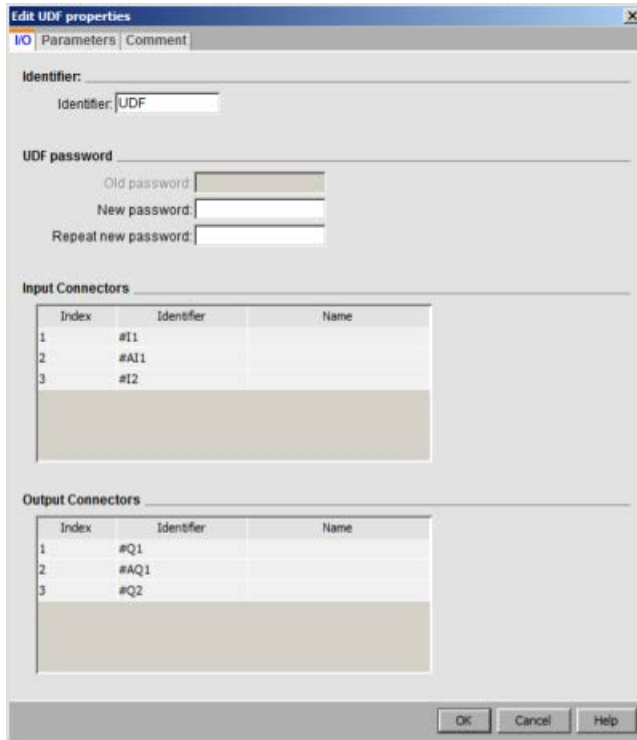 Edit UDF properties
I/O Parameters Comment
Identifier:
Identifier: UDF
UDF password
Old password:
New password:
Repeat new password:
Input Connectors
Index Identifier Name
1 #I1
2 #AI1
3 #I2
Output Connectors
Index Identifier Name
1 #Q1
2 #AQ1
3 #Q2
OK Cancel Help